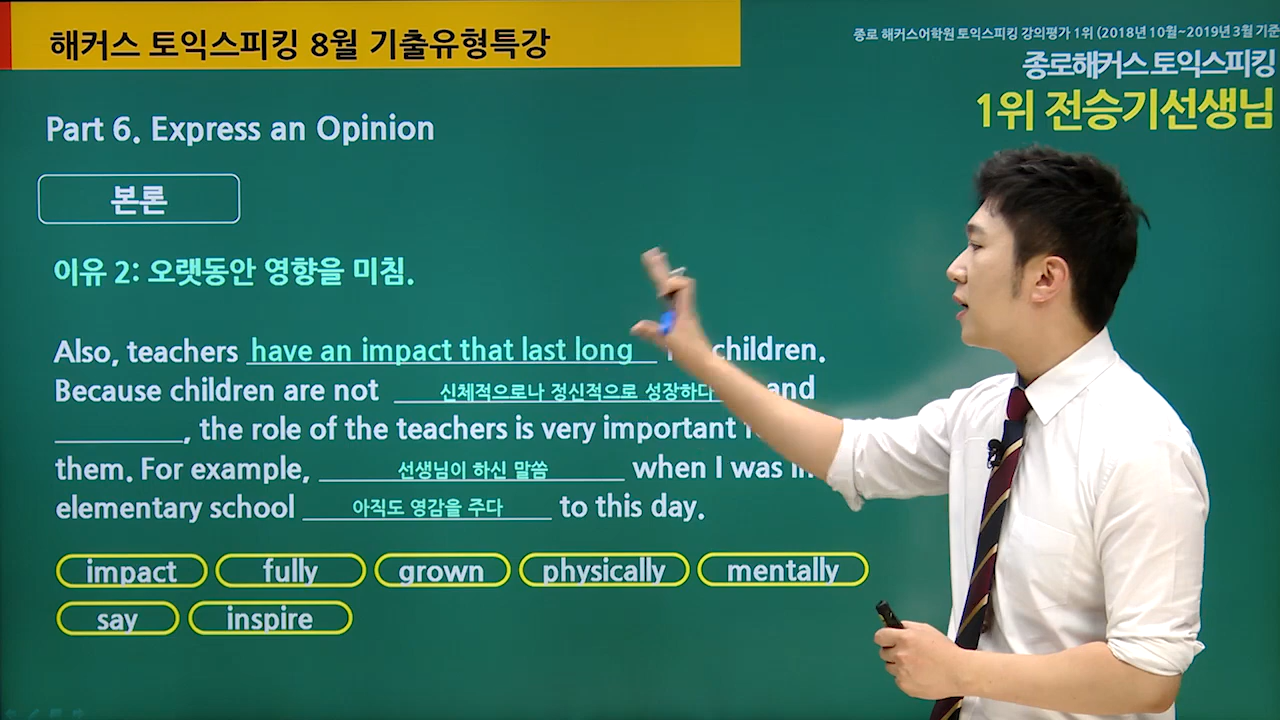 해커스 토익스피킹 8월 기출유형특강
종로 해커스어학원 토익스피킹 강의평가 1위 (2018년 10월~2019년 3월 기준
종로해커스 토익스피킹
1위 전승기선생님
Part 6. Express an Opinion
본론
이유 2: 오랫동안 영향을 미침.
Also, teachers have an impact that last long children.
Because children are not 신체적으로나 정신적으로 성장하다 and
, the role of the teachers is very important
them. For example, 선생님이 하신 말씀 when I was in
elementary school 아직도 영감을 주다 to this day.
impact fully grown physically mentally
say inspire